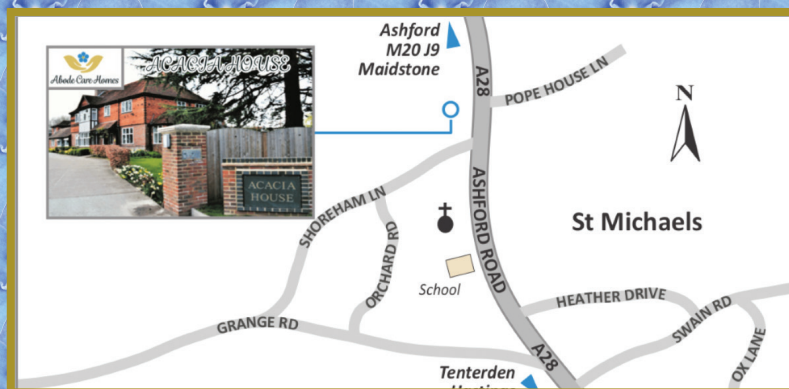 Abode Care Homes
ACACIA HOUSE
ACACIA
HOUSE
Ashford
M20 J9
Maidstone
A28
POPE HOUSE LN
N
SHOREHAM LN
ORCHARD RD
ASHFORD ROAD
St Michaels
School
GRANGE RD
HEATHER DRIVE
SWAIN RD
OX LANE
A28
Tenterden
Hastings